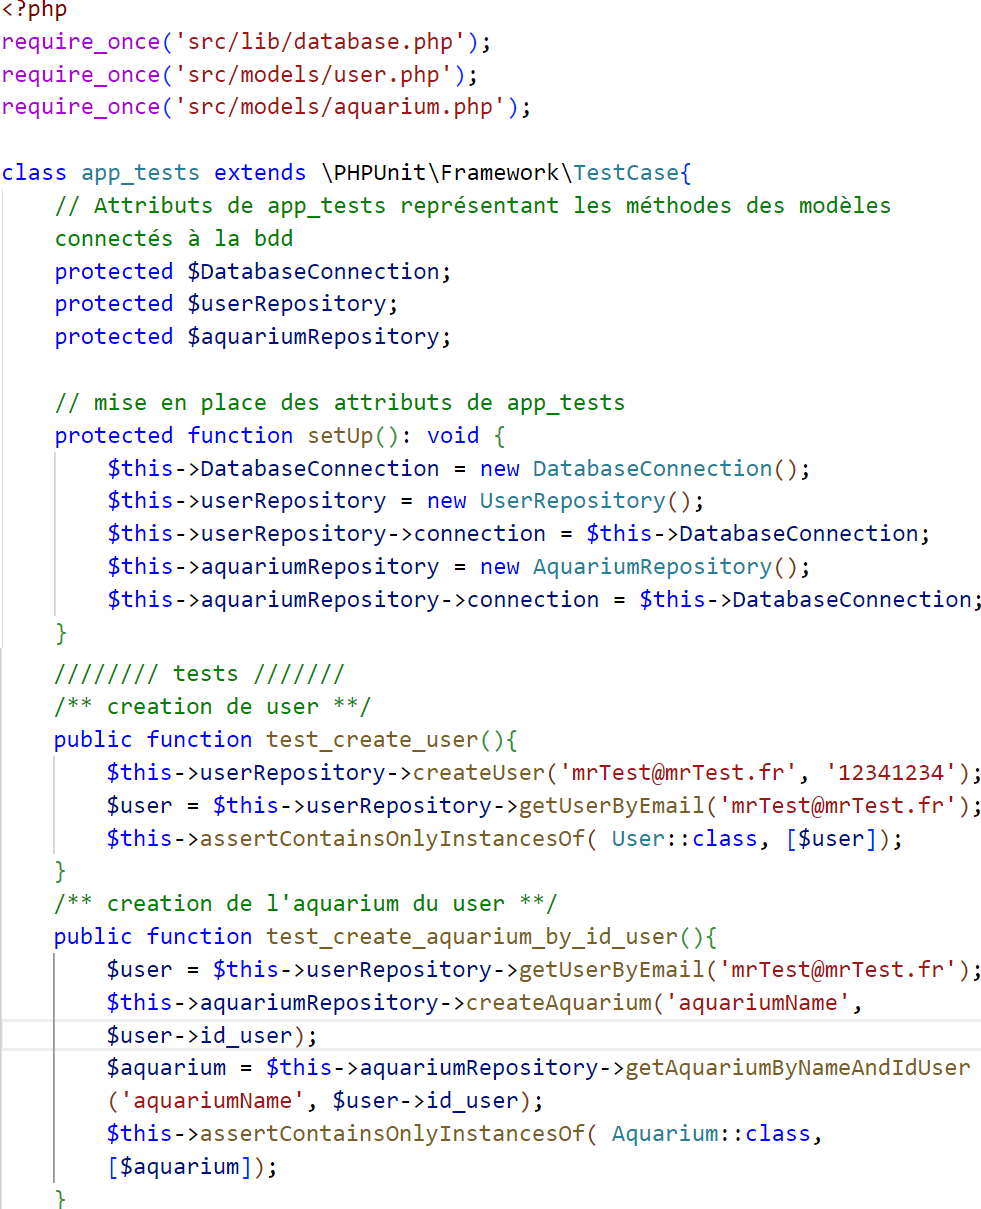 <?php
require_once('src/lib/database.php');
require_once('src/models/user.php');
require_once('src/models/aquarium.php');

class app_tests extends \PHPUnit\Framework\TestCase{
    // Attributs de app_tests représentant les méthodes des modèles
    connectés à la bdd
    protected $DatabaseConnection;
    protected $userRepository;
    protected $aquariumRepository;

    // mise en place des attributs de app_tests
    protected function setUp(): void {
        $this->DatabaseConnection = new DatabaseConnection();
        $this->userRepository = new UserRepository();
        $this->userRepository->connection = $this->DatabaseConnection;
        $this->aquariumRepository = new AquariumRepository();
        $this->aquariumRepository->connection = $this->DatabaseConnection;
    }
    //////// tests ///////
    /** creation de user **/
    public function test_create_user(){
        $this->userRepository->createUser('mrTest@mrTest.fr', '12341234');
        $user = $this->userRepository->getUserByEmail('mrTest@mrTest.fr');
        $this->assertContainsOnlyInstancesOf( User::class, [$user]);
    }
    /** creation de l'aquarium du user **/
    public function test_create_aquarium_by_id_user(){
        $user = $this->userRepository->getUserByEmail('mrTest@mrTest.fr');
        $this->aquariumRepository->createAquarium('aquariumName',
        $user->id_user);
        $aquarium = $this->aquariumRepository->getAquariumByNameAndIdUser
        ('aquariumName', $user->id_user);
        $this->assertContainsOnlyInstancesOf( Aquarium::class,
        [$aquarium]);
    }